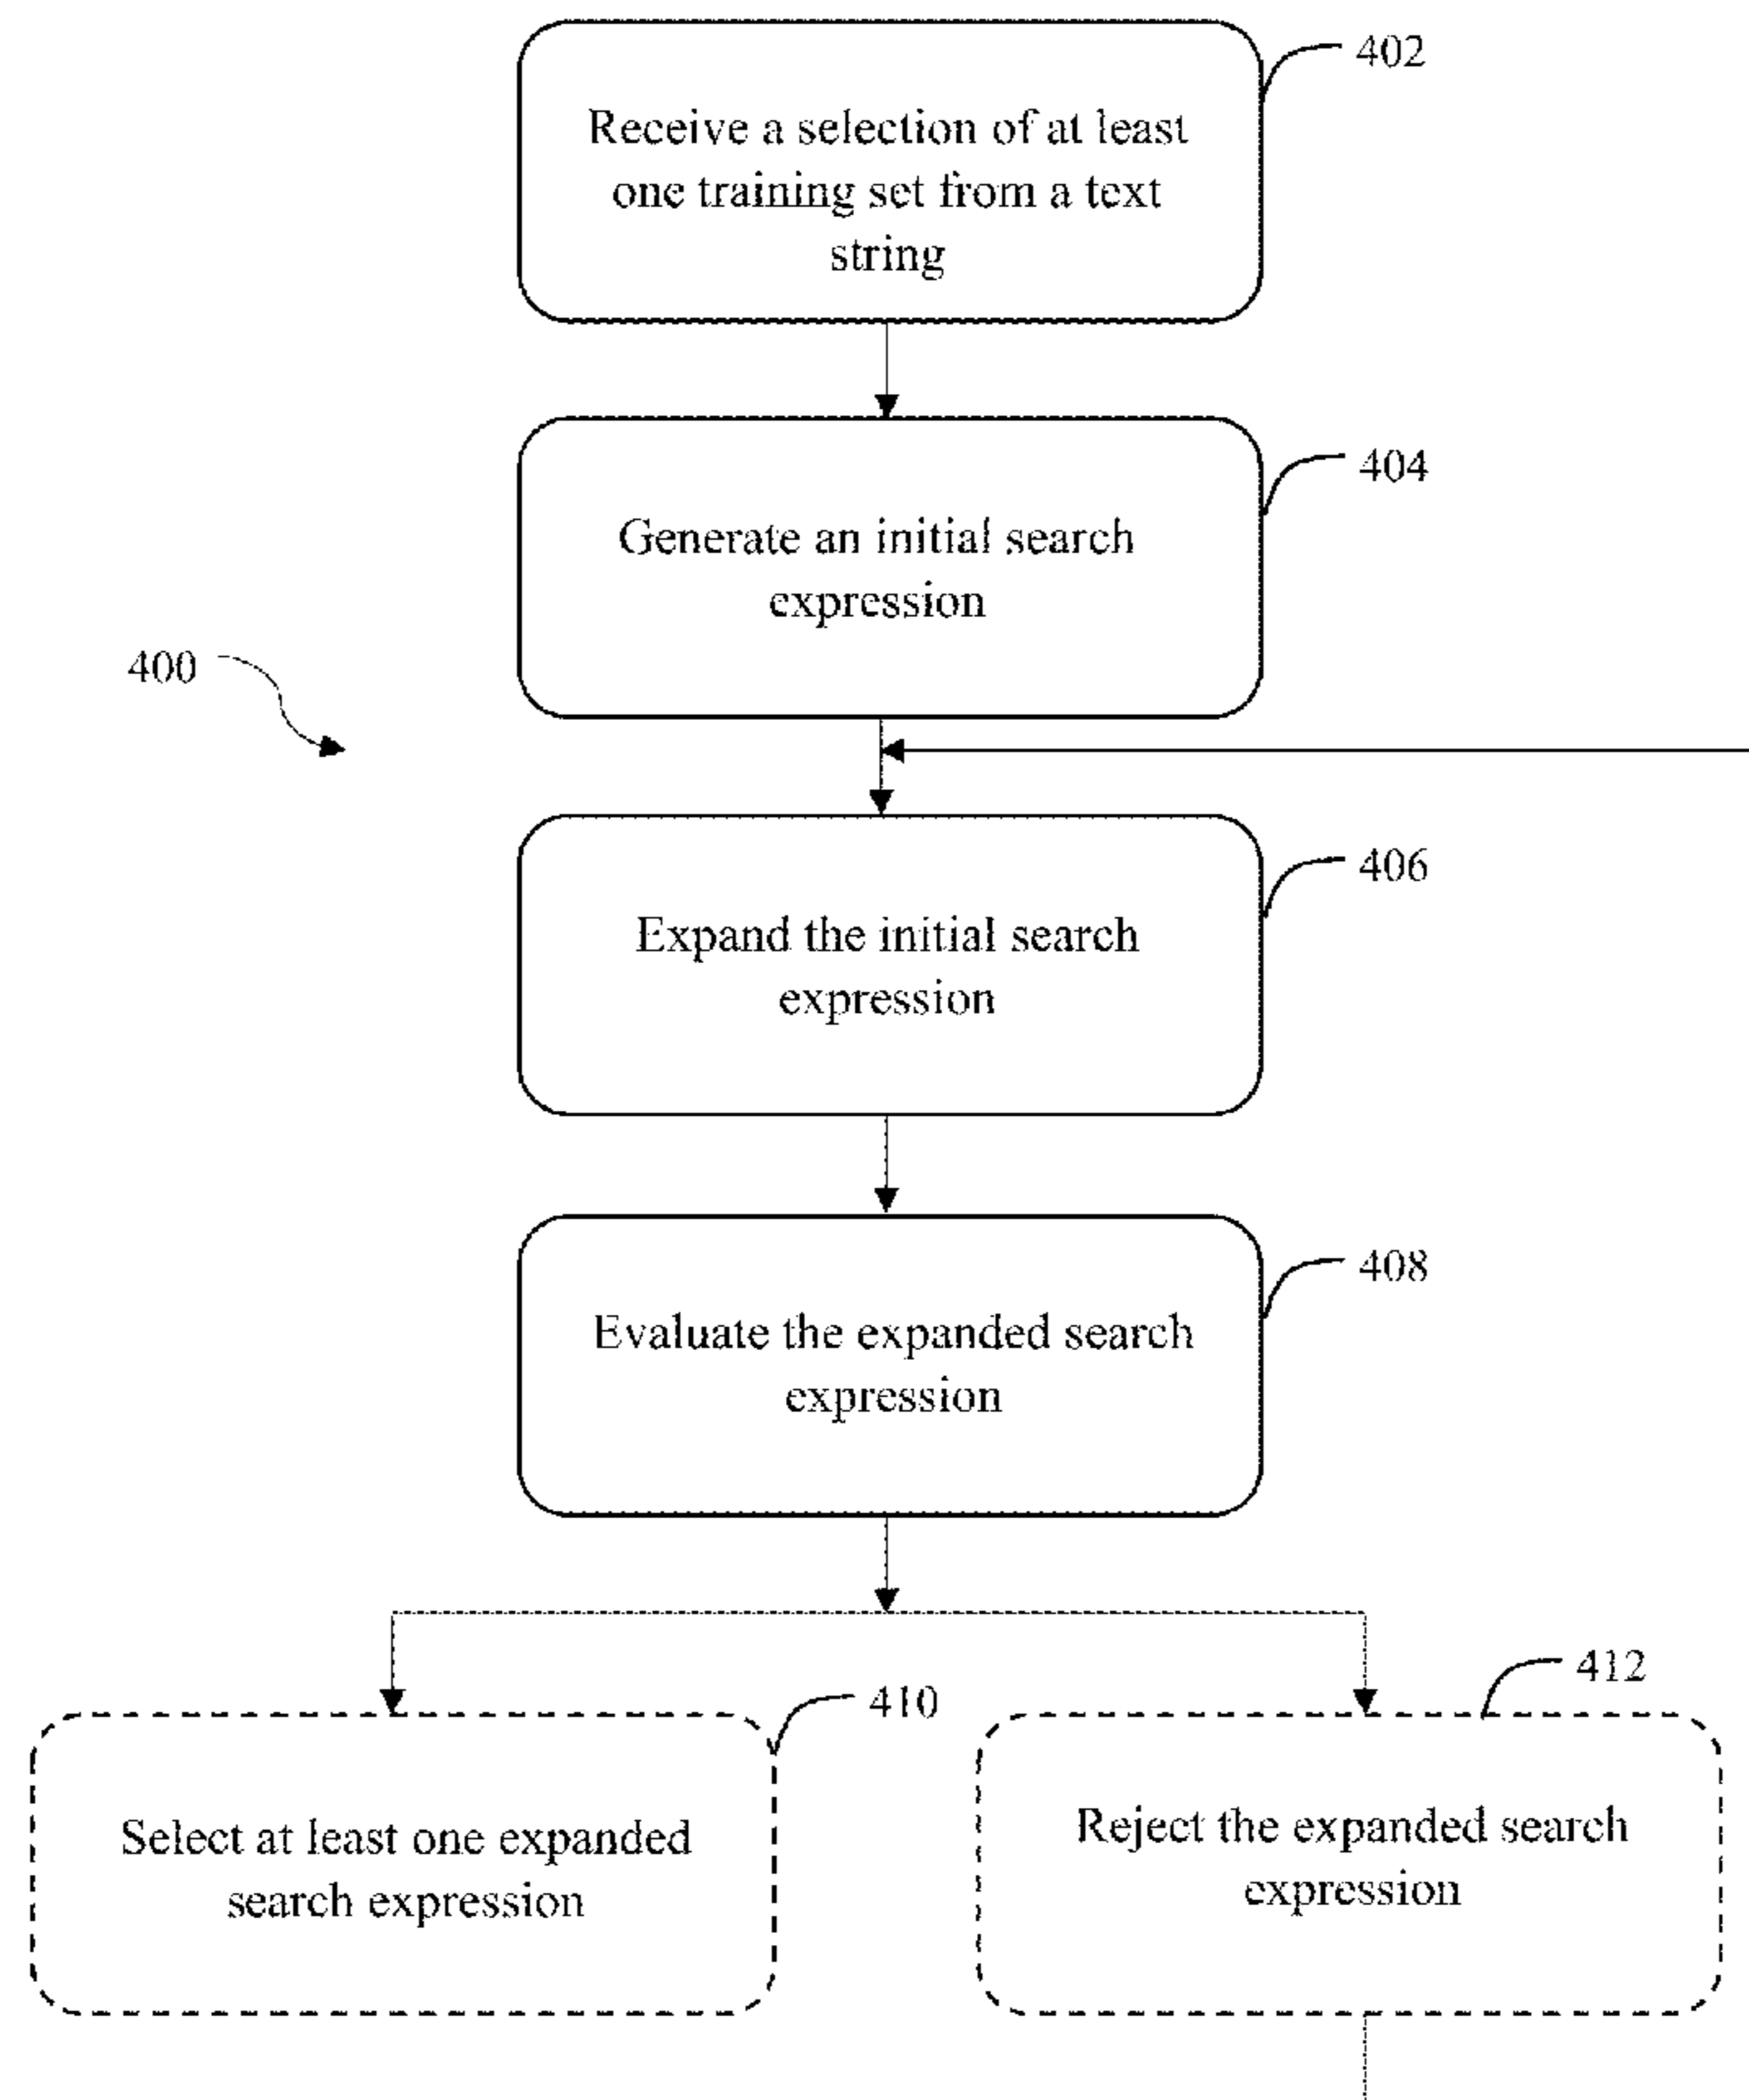 402
Receive a selection of at least
one training set from a text
string
404
Generate an initial search
expression
400
406
Expand the initial search
expression
408
Evaluate the expanded search
expression
412
410
Select at least one expanded
search expression
Reject the expanded search
expression